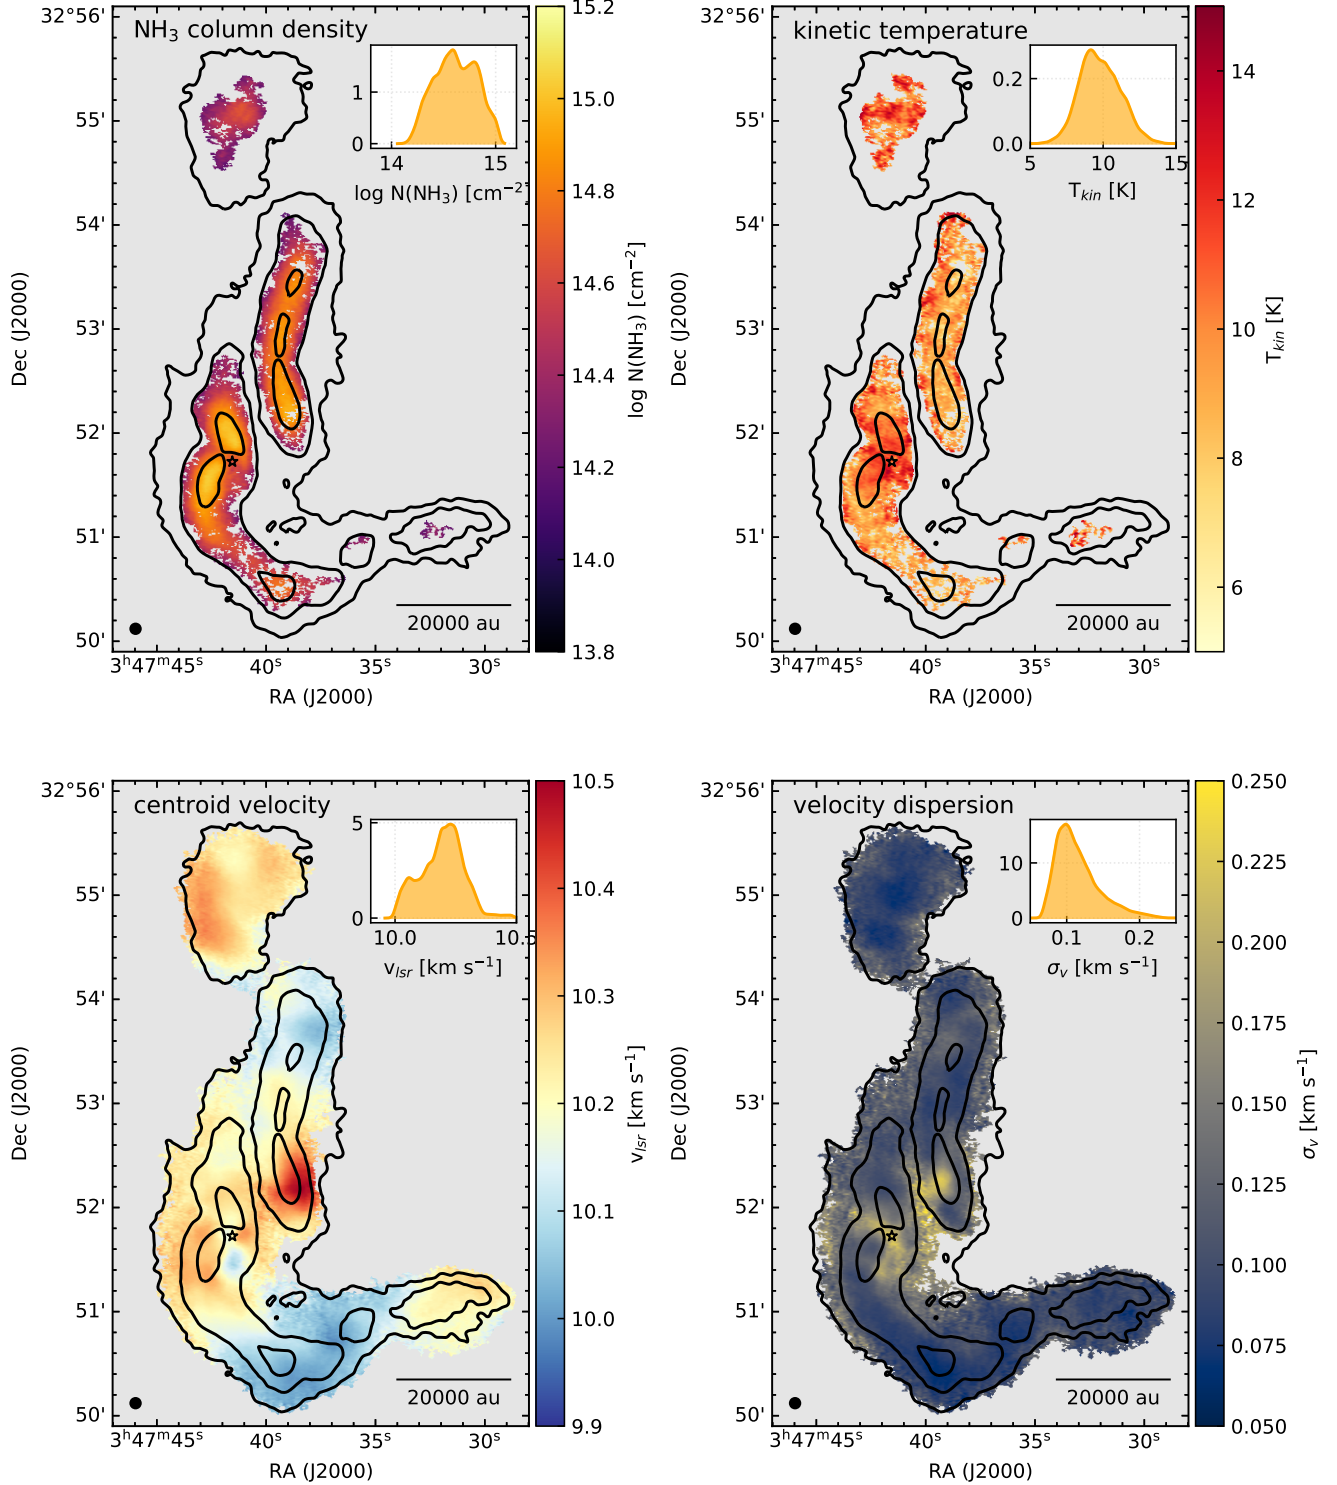 NH₃ column density
32°56'
55'
54'
53'
52'
51'
50'
Dec (J2000)
3ʰ47ᵐ45ˢ
40ˢ
35ˢ
30ˢ
RA (J2000)
20000 au
1
0
14
15
log N(NH₃) [cm⁻²
15.2
15.0
14.8
14.6
14.4
14.2
14.0
13.8
log N(NH₃) [cm⁻²]
kinetic temperature
32°56'
55'
54'
53'
52'
51'
50'
Dec (J2000)
3ʰ47ᵐ45ˢ
40ˢ
35ˢ
30ˢ
RA (J2000)
20000 au
0.2
0.0
5
10
15
T_kin [K]
14
12
10
8
6
T_kin [K]
centroid velocity
32°56'
55'
54'
53'
52'
51'
50'
Dec (J2000)
3ʰ47ᵐ45ˢ
40ˢ
35ˢ
30ˢ
RA (J2000)
20000 au
5
0
10.0
10.5
v_lsr [km s⁻¹]
10.5
10.4
10.3
10.2
10.1
10.0
9.9
v_lsr [km s⁻¹]
velocity dispersion
32°56'
55'
54'
53'
52'
51'
50'
Dec (J2000)
3ʰ47ᵐ45ˢ
40ˢ
35ˢ
30ˢ
RA (J2000)
20000 au
10
0
0.1
0.2
σᵥ [km s⁻¹]
0.250
0.225
0.200
0.175
0.150
0.125
0.100
0.075
0.050
σᵥ [km s⁻¹]